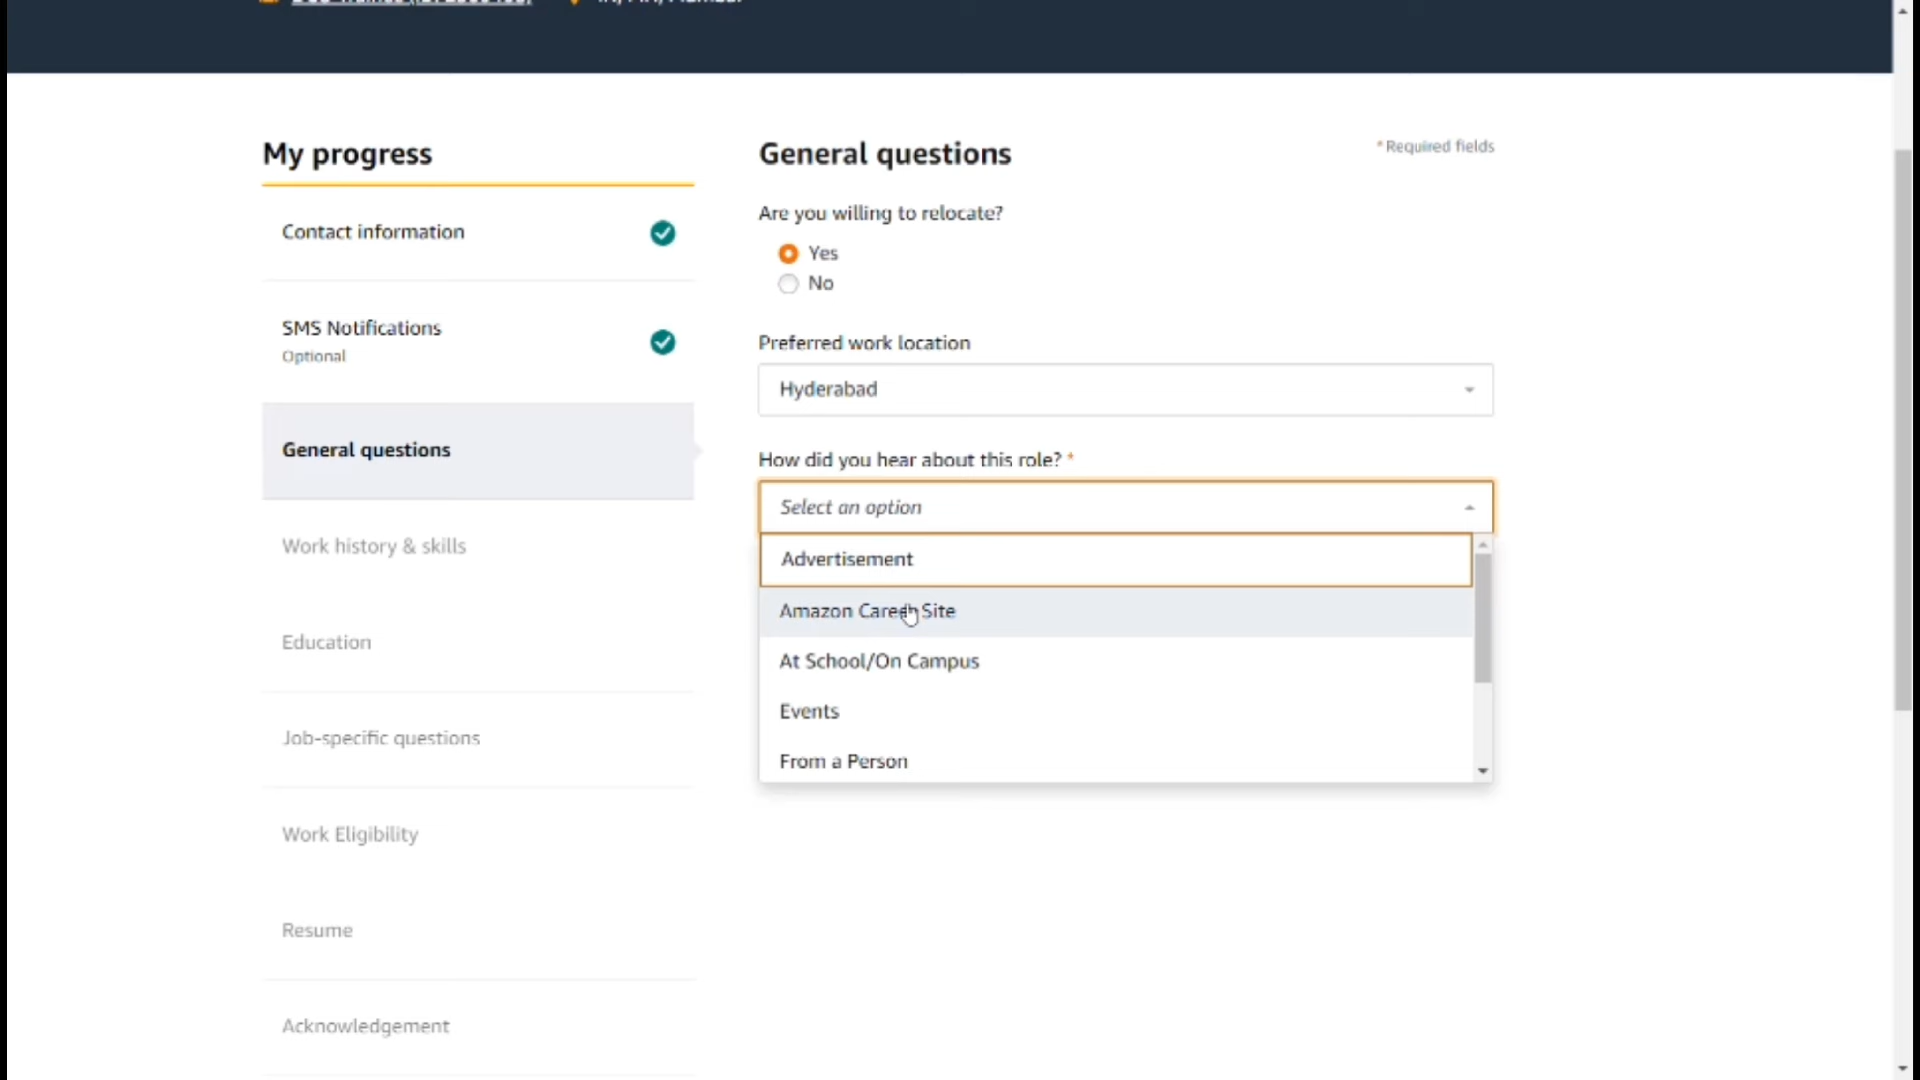 My progress
General questions
* Required fields
Contact information
SMS Notifications
Optional
General questions
Work history & skills
Education
Job-specific questions
Work Eligibility
Resume
Acknowledgement
Are you willing to relocate?
Yes
No
Preferred work location
Hyderabad
How did you hear about this role? *
Select an option
Advertisement
Amazon Career Site
At School/On Campus
Events
From a Person